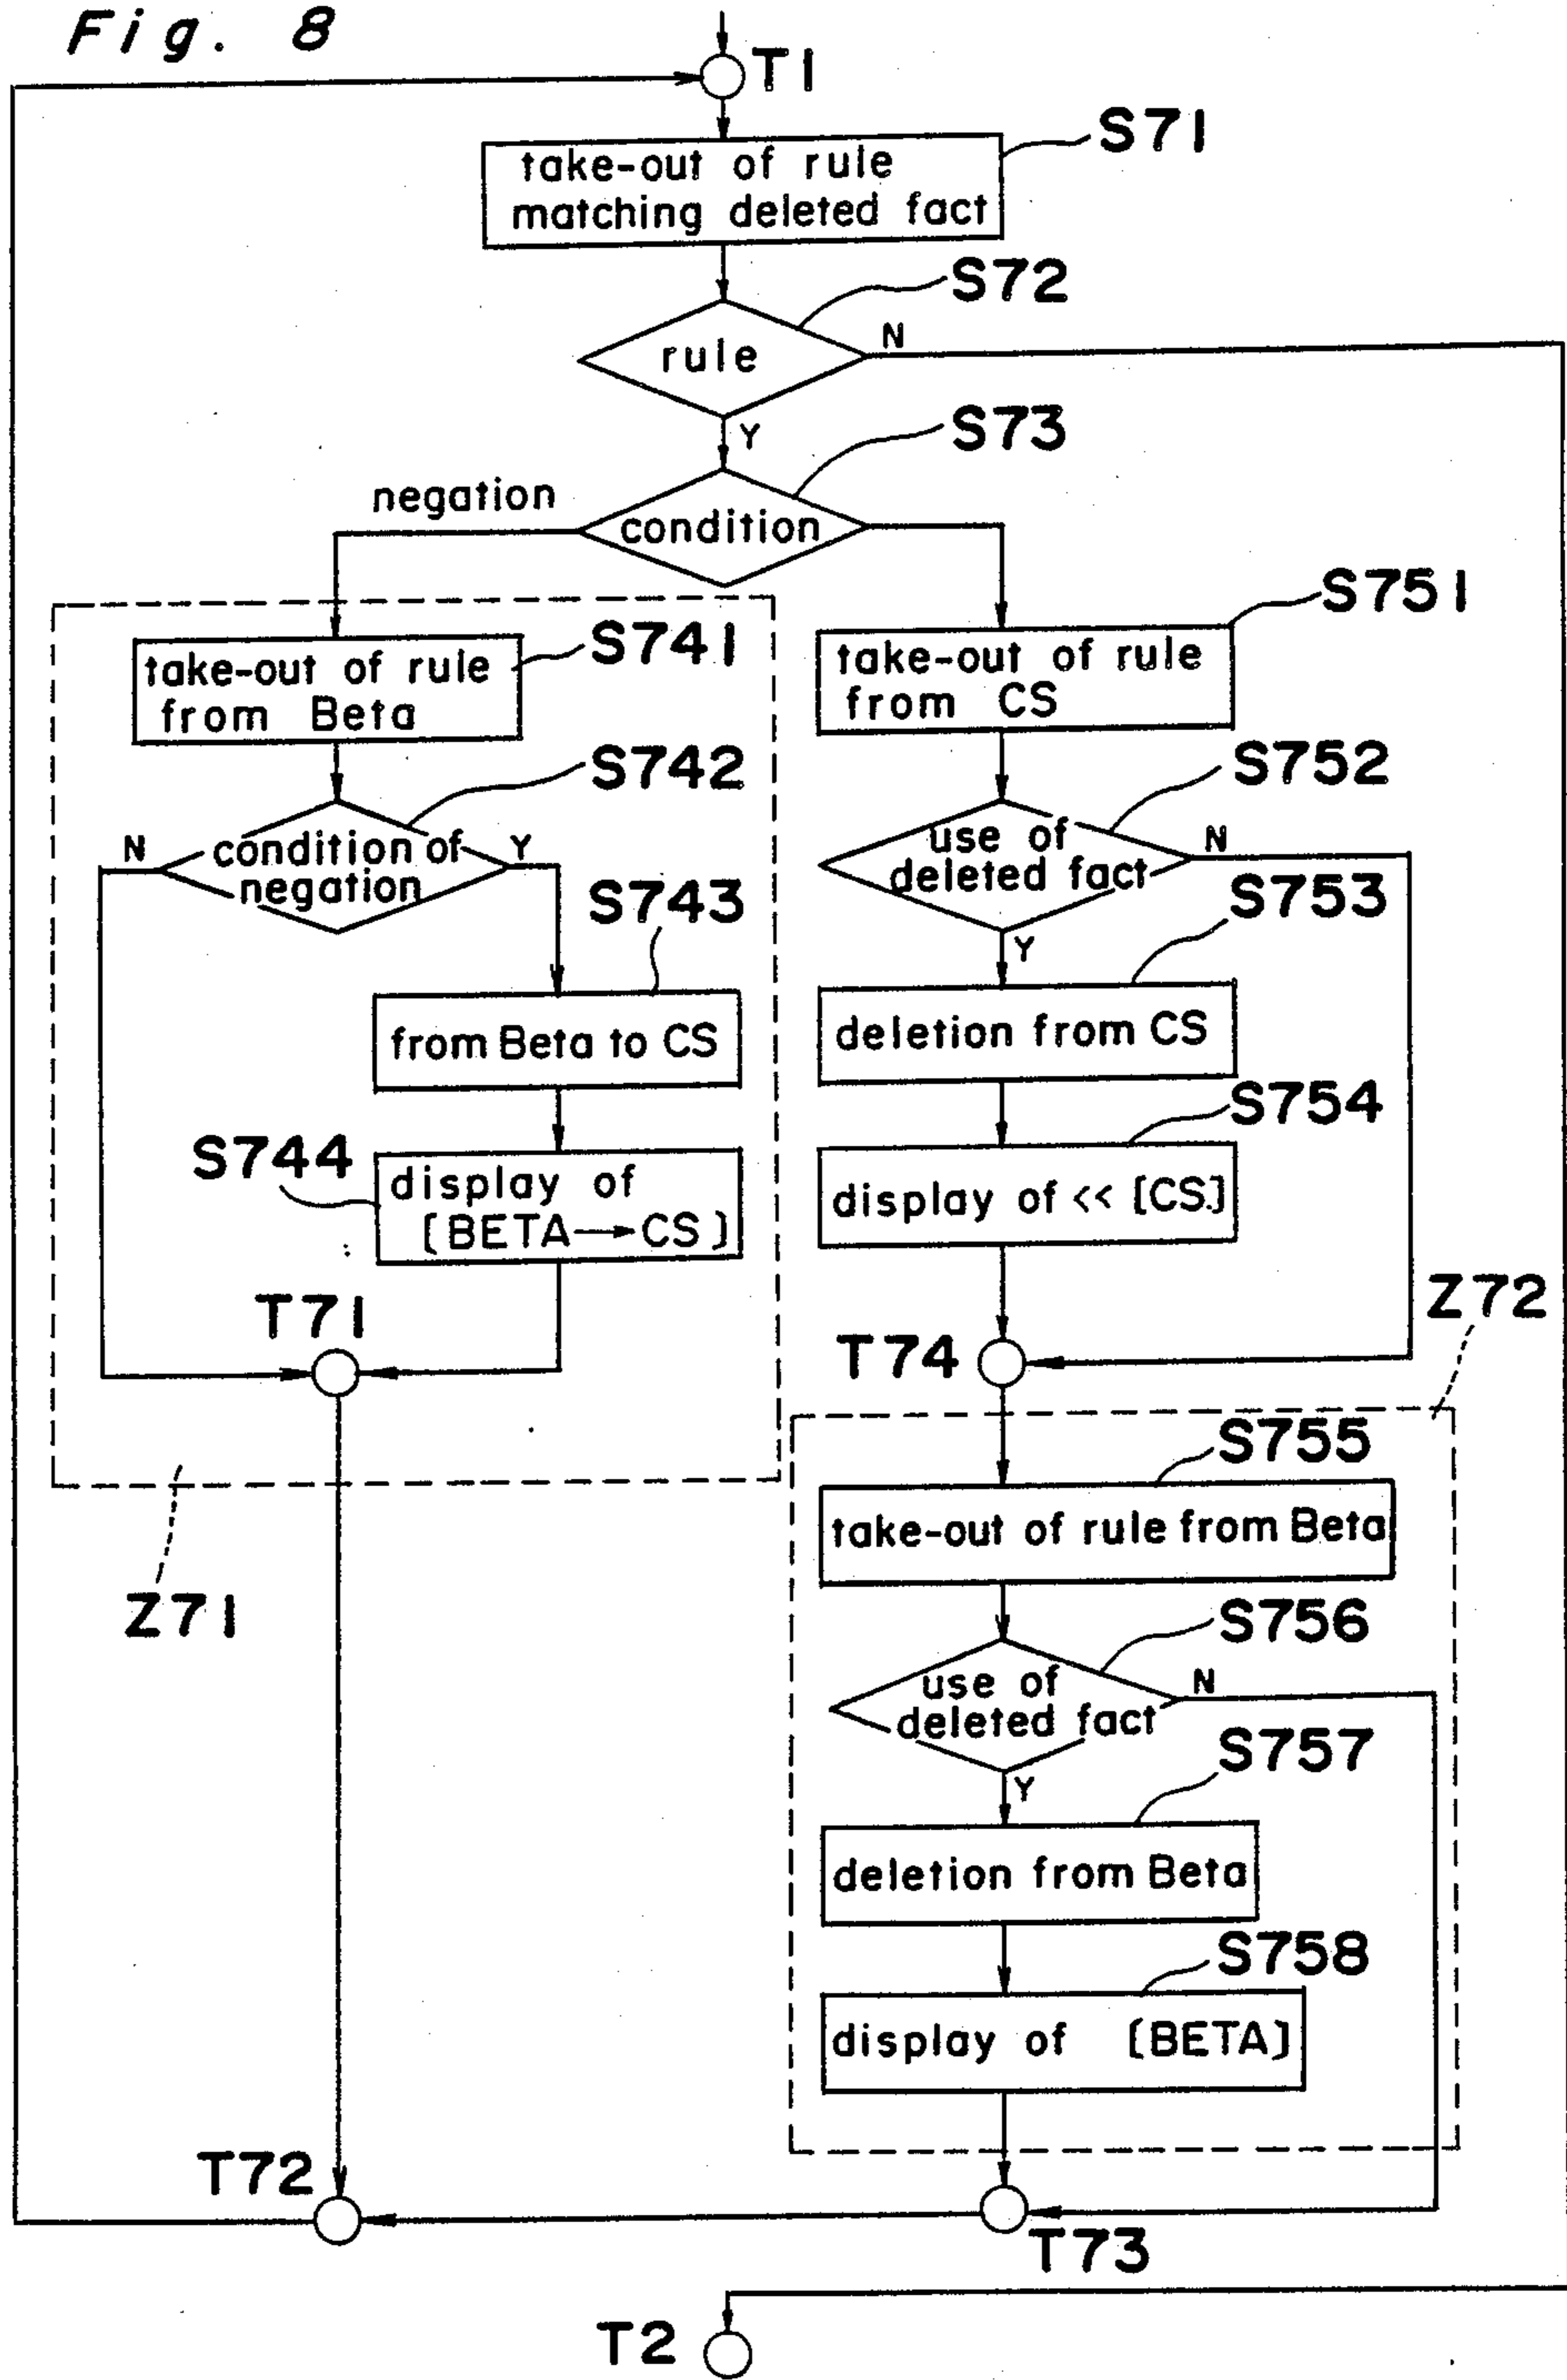 Fig. 8
T1
S71
take-out of rule
matching deleted fact
S72
rule
N
Y
S73
negation
condition
S751
S741
take-out of rule
from Beta
take-out of rule
from CS
S742
S752
N
condition of
negation
Y
use of
deleted fact
N
S743
S753
Y
from Beta to CS
deletion from CS
S754
S744
display of
[BETA→CS]
display of << [CS]
Z72
T71
T74
S755
take-out of rule from Beta
Z71
S756
use of
deleted fact
N
S757
Y
deletion from Beta
S758
display of [BETA]
T72
T73
T2